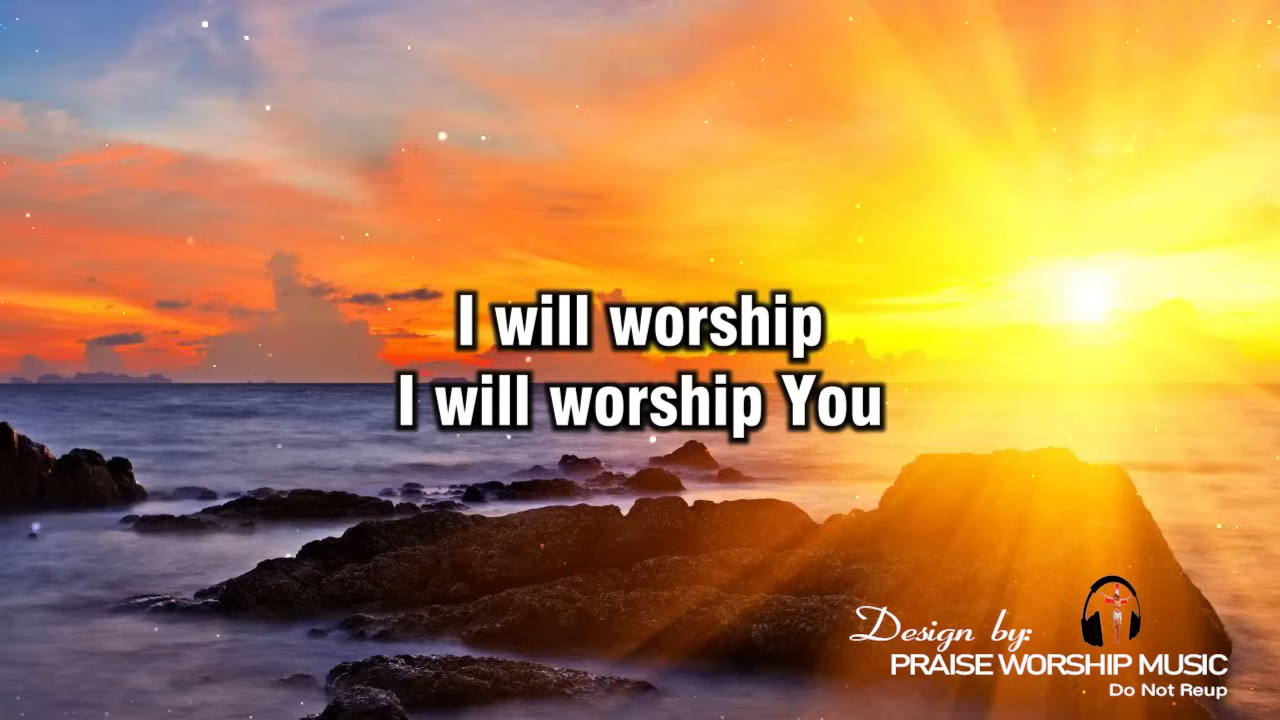 I will worship
I will worship You
Design by:
PRAISE WORSHIP MUSIC
Do Not Reup